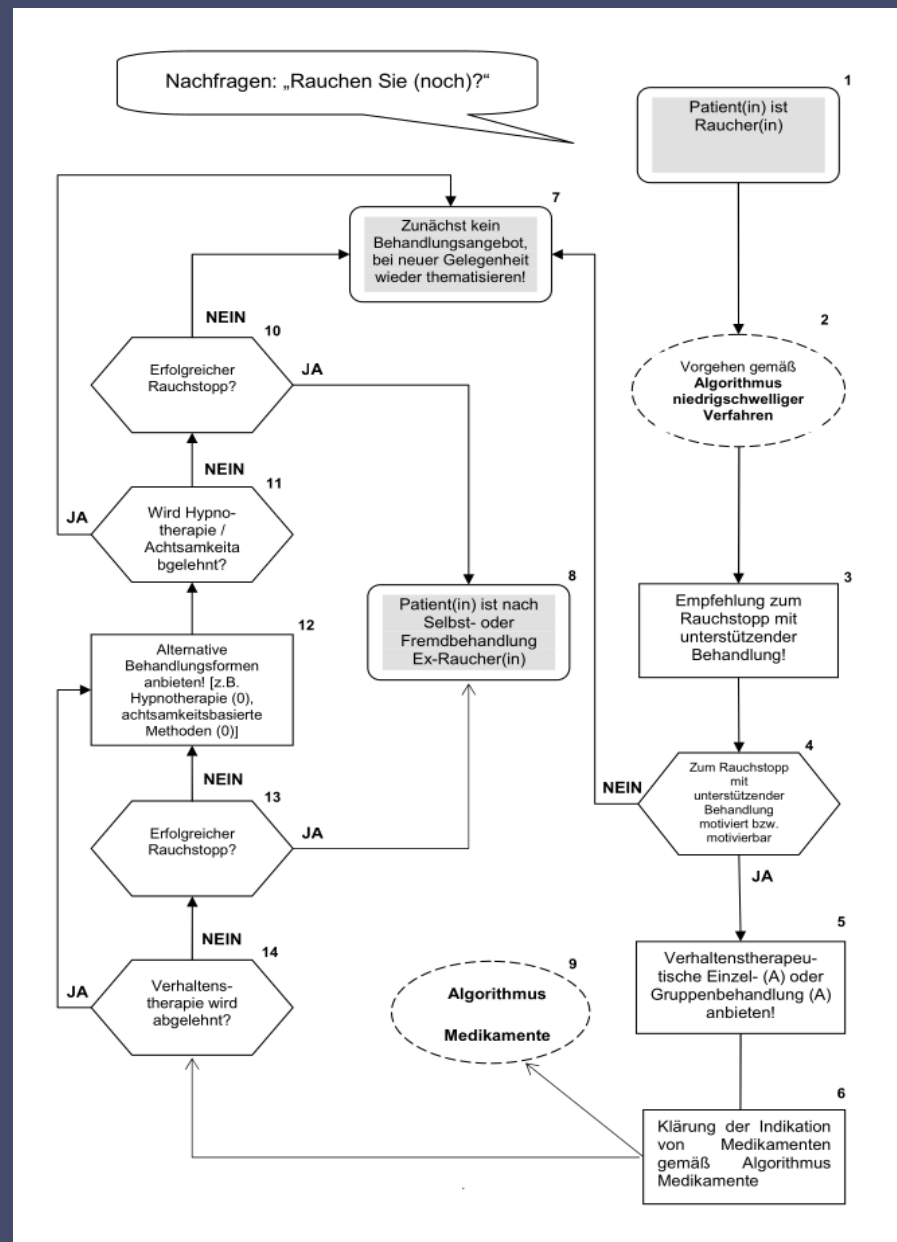 Nachfragen: „Rauchen Sie (noch)?“
1
Patient(in) ist
Raucher(in)
7
Zunächst kein
Behandlungsangebot,
bei neuer Gelegenheit
wieder thematisieren!
2
Vorgehen gemäß
Algorithmus
niedrigschwelliger
Verfahren
NEIN
10
Erfolgreicher
Rauchstopp?
JA
NEIN
11
Wird Hypno-
therapie /
Achtsamkeita
bgelehnt?
JA
8
Patient(in) ist nach
Selbst- oder
Fremdbehandlung
Ex-Raucher(in)
3
Empfehlung zum
Rauchstopp mit
unterstützender
Behandlung!
12
Alternative
Behandlungsformen
anbieten! [z.B.
Hypnotherapie (0),
achtsamkeitsbasierte
Methoden (0)]
4
Zum Rauchstopp
mit
unterstützender
Behandlung
motiviert bzw.
motivierbar
NEIN
JA
NEIN
13
Erfolgreicher
Rauchstopp?
JA
5
Verhaltenstherapeu-
tische Einzel- (A) oder
Gruppenbehandlung (A)
anbieten!
NEIN
14
Verhaltens-
therapie wird
abgelehnt?
JA
9
Algorithmus
Medikamente
6
Klärung der Indikation
von Medikamenten
gemäß Algorithmus
Medikamente